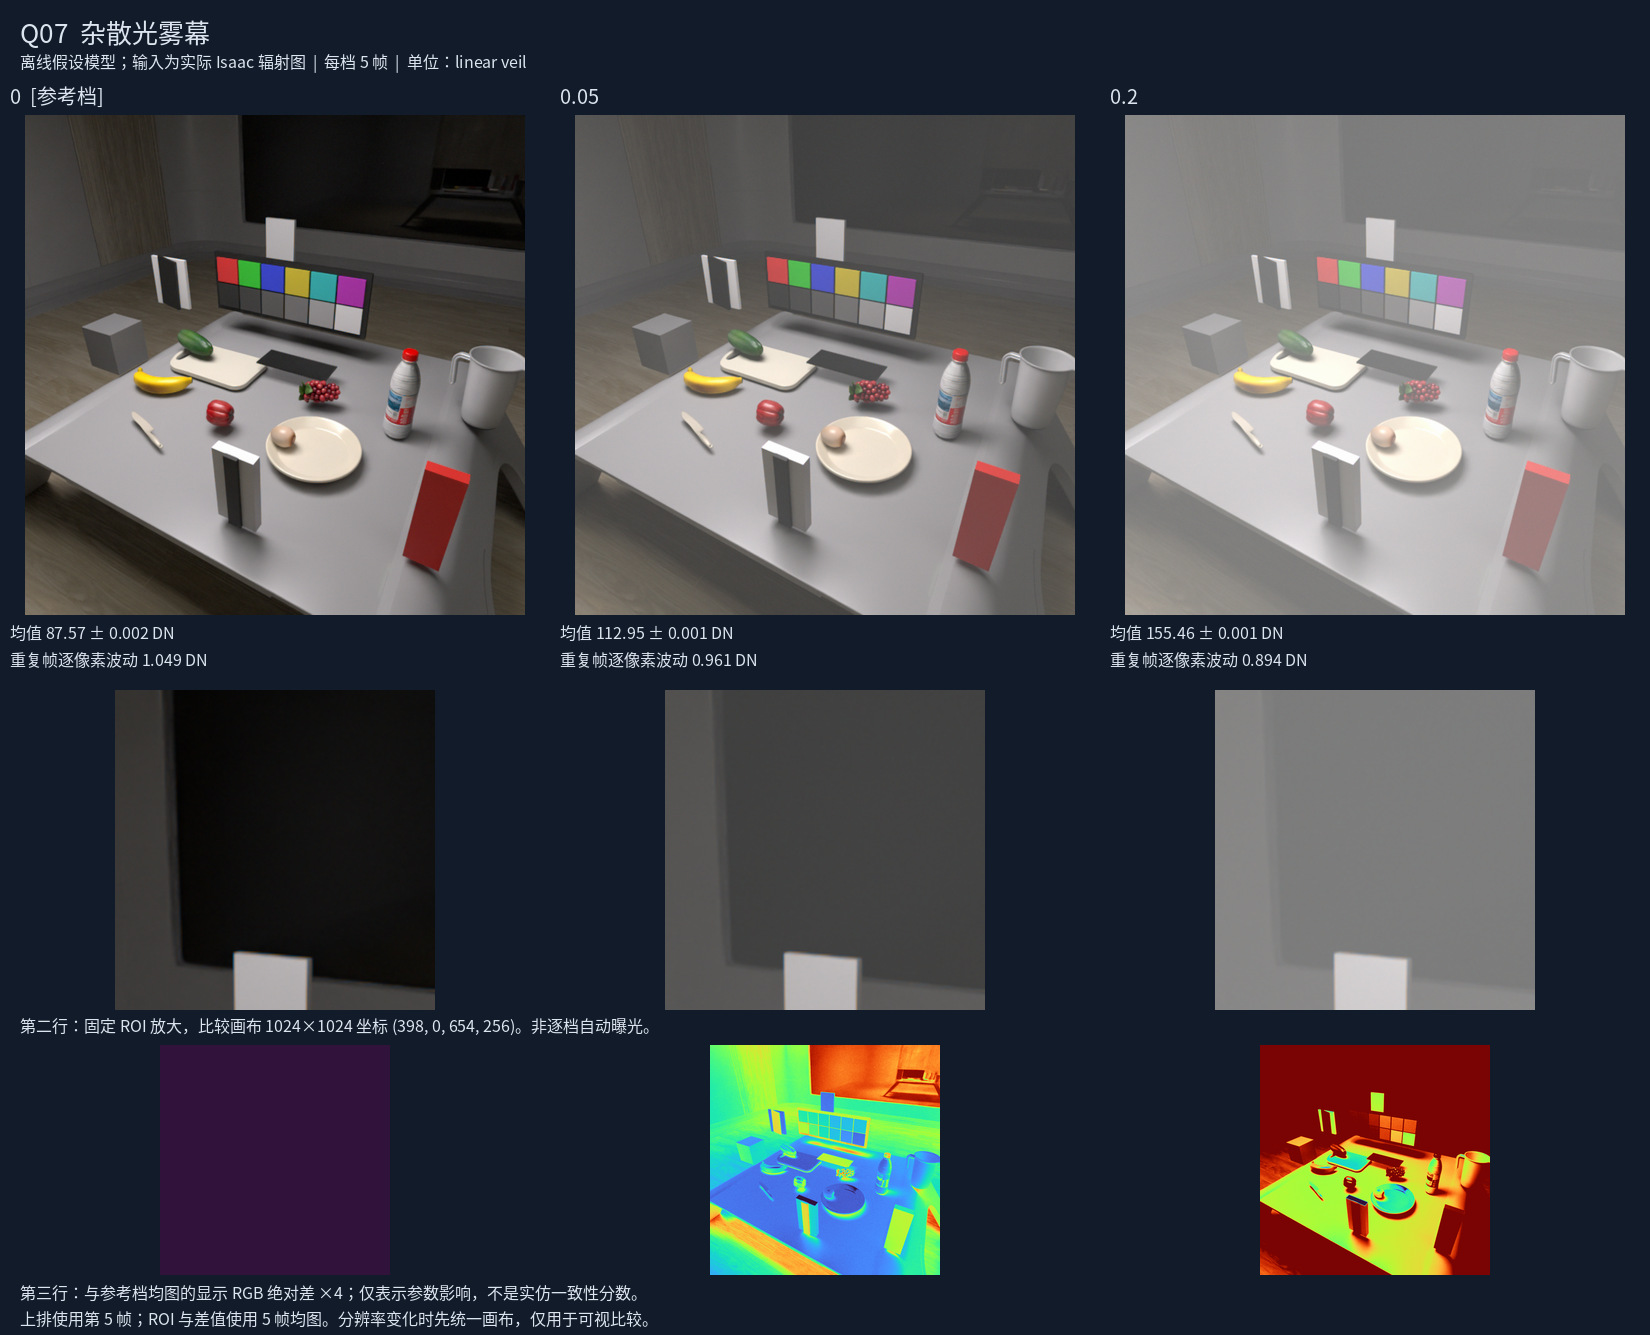 Q07 杂散光雾幕
离线假设模型；输入为实际 Isaac 辐射图 | 每档 5 帧 | 单位：linear veil
0 [参考档]
0.05
0.2
均值 87.57 ± 0.002 DN
重复帧逐像素波动 1.049 DN
均值 112.95 ± 0.001 DN
重复帧逐像素波动 0.961 DN
均值 155.46 ± 0.001 DN
重复帧逐像素波动 0.894 DN
第二行：固定 ROI 放大，比较画布 1024×1024 坐标 (398, 0, 654, 256)。非逐档自动曝光。
第三行：与参考档均图的显示 RGB 绝对差 ×4；仅表示参数影响，不是实仿一致性分数。
上排使用第 5 帧；ROI 与差值使用 5 帧均图。分辨率变化时先统一画布，仅用于可视比较。